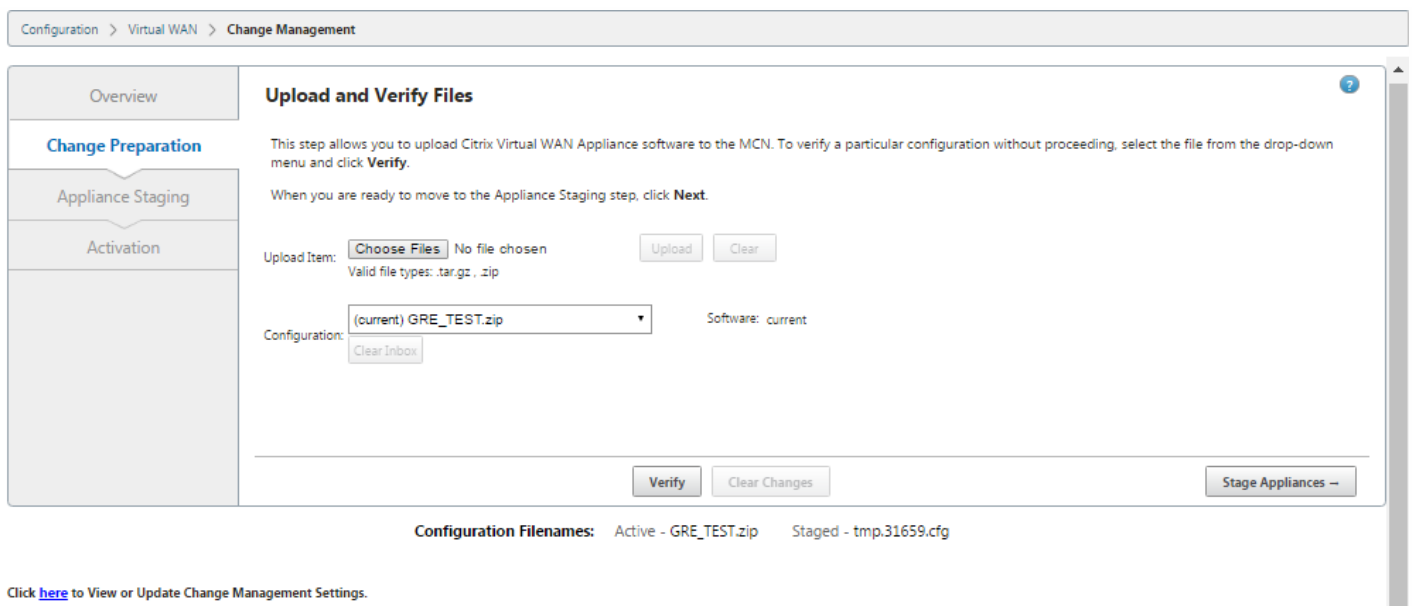 Configuration > Virtual WAN > Change Management
Overview
Change Preparation
Appliance Staging
Activation
Upload and Verify Files
?
This step allows you to upload Citrix Virtual WAN Appliance software to the MCN. To verify a particular configuration without proceeding, select the file from the drop-down
menu and click Verify.
When you are ready to move to the Appliance Staging step, click Next.
Upload Item: Choose Files No file chosen Upload Clear
Valid file types: .tar.gz , .zip
Configuration: (current) GRE_TEST.zip Software: current
Clear Inbox
Verify Clear Changes Stage Appliances →
Configuration Filenames: Active - GRE_TEST.zip Staged - tmp.31659.cfg
Click here to View or Update Change Management Settings.